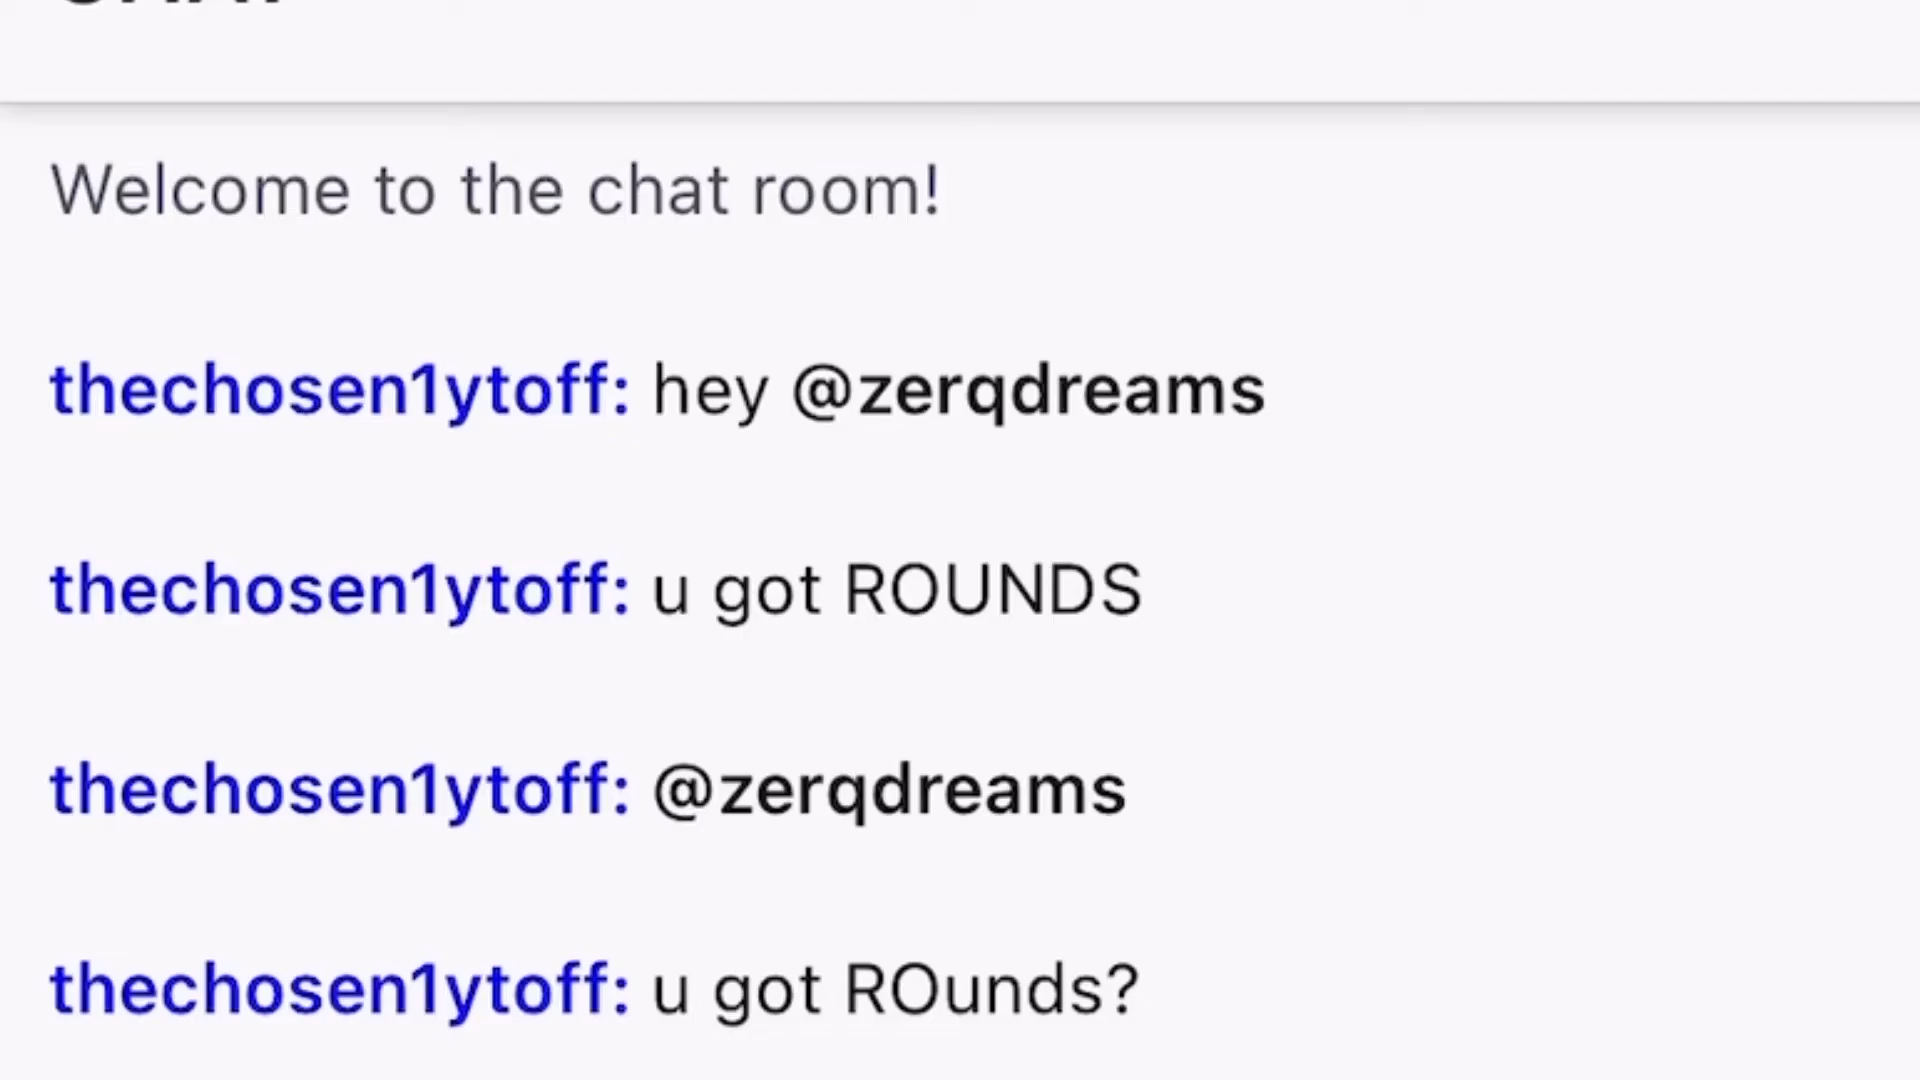 Welcome to the chat room!
thechosen1ytoff: hey @zerqdreams
thechosen1ytoff: u got ROUNDS
thechosen1ytoff: @zerqdreams
thechosen1ytoff: u got ROunds?